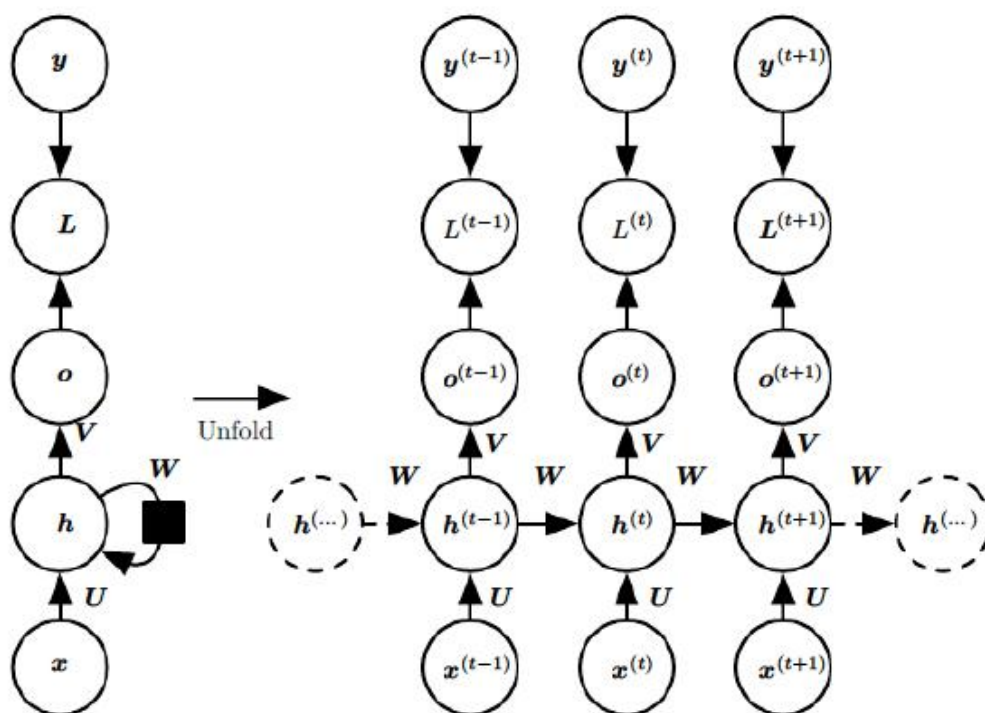 y y^(t−1) y^(t) y^(t+1)
L L^(t−1) L^(t) L^(t+1)
o o^(t−1) o^(t) o^(t+1)
Unfold
V V V V
W W W W W
h h^(...) h^(t−1) h^(t) h^(t+1) h^(...)
U U U U
x x^(t−1) x^(t) x^(t+1)